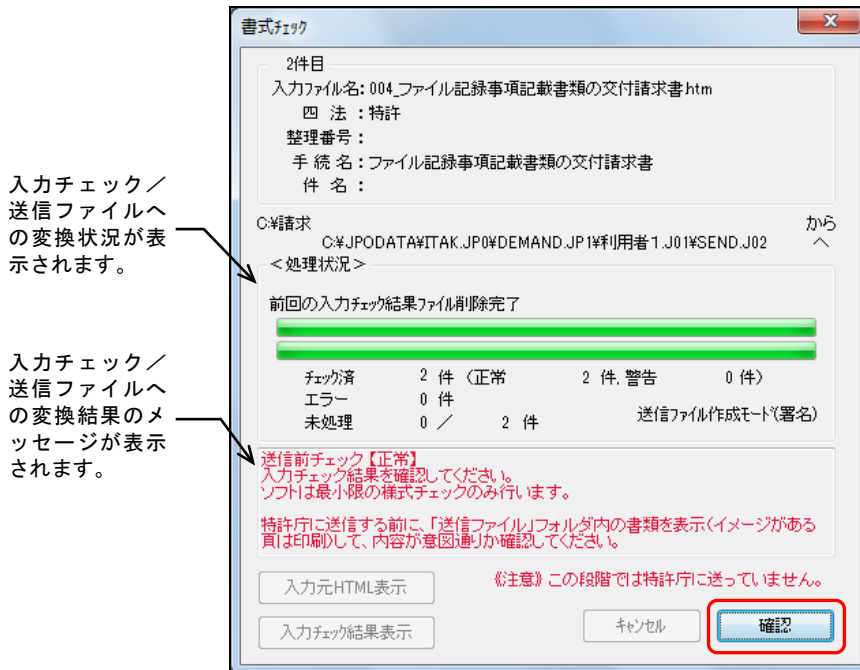 書式ﾁｪｯｸ
2件目
入力ﾌｧｲﾙ名: 004_ファイル記録事項記載書類の交付請求書.htm
四 法 : 特許
整理番号 :
手 続 名 : ファイル記録事項記載書類の交付請求書
件 名 :
C:¥請求 から
C:¥JPODATA¥ITAK.JP0¥DEMAND.JP1¥利用者1.J01¥SEND.J02 へ
<処理状況>
前回の入力ﾁｪｯｸ結果ﾌｧｲﾙ削除完了
ﾁｪｯｸ済 2 件 (正常 2 件, 警告 0 件)
エラー 0 件
未処理 0 / 2 件 送信ﾌｧｲﾙ作成ﾓｰﾄﾞ(署名)
送信前チェック【正常】
入力チェック結果を確認してください。
ソフトは最小限の様式チェックのみ行います。
特許庁に送信する前に、「送信ファイル」フォルダ内の書類を表示(イメージがある
頁は印刷)して、内容が意図通りか確認してください。
入力元HTML表示
《注意》 この段階では特許庁に送っていません。
入力ﾁｪｯｸ結果表示
ｷｬﾝｾﾙ
確認
入力チェック／
送信ファイルへ
の変換状況が表
示されます。
入力チェック／
送信ファイルへ
の変換結果のメ
ッセージが表示
されます。